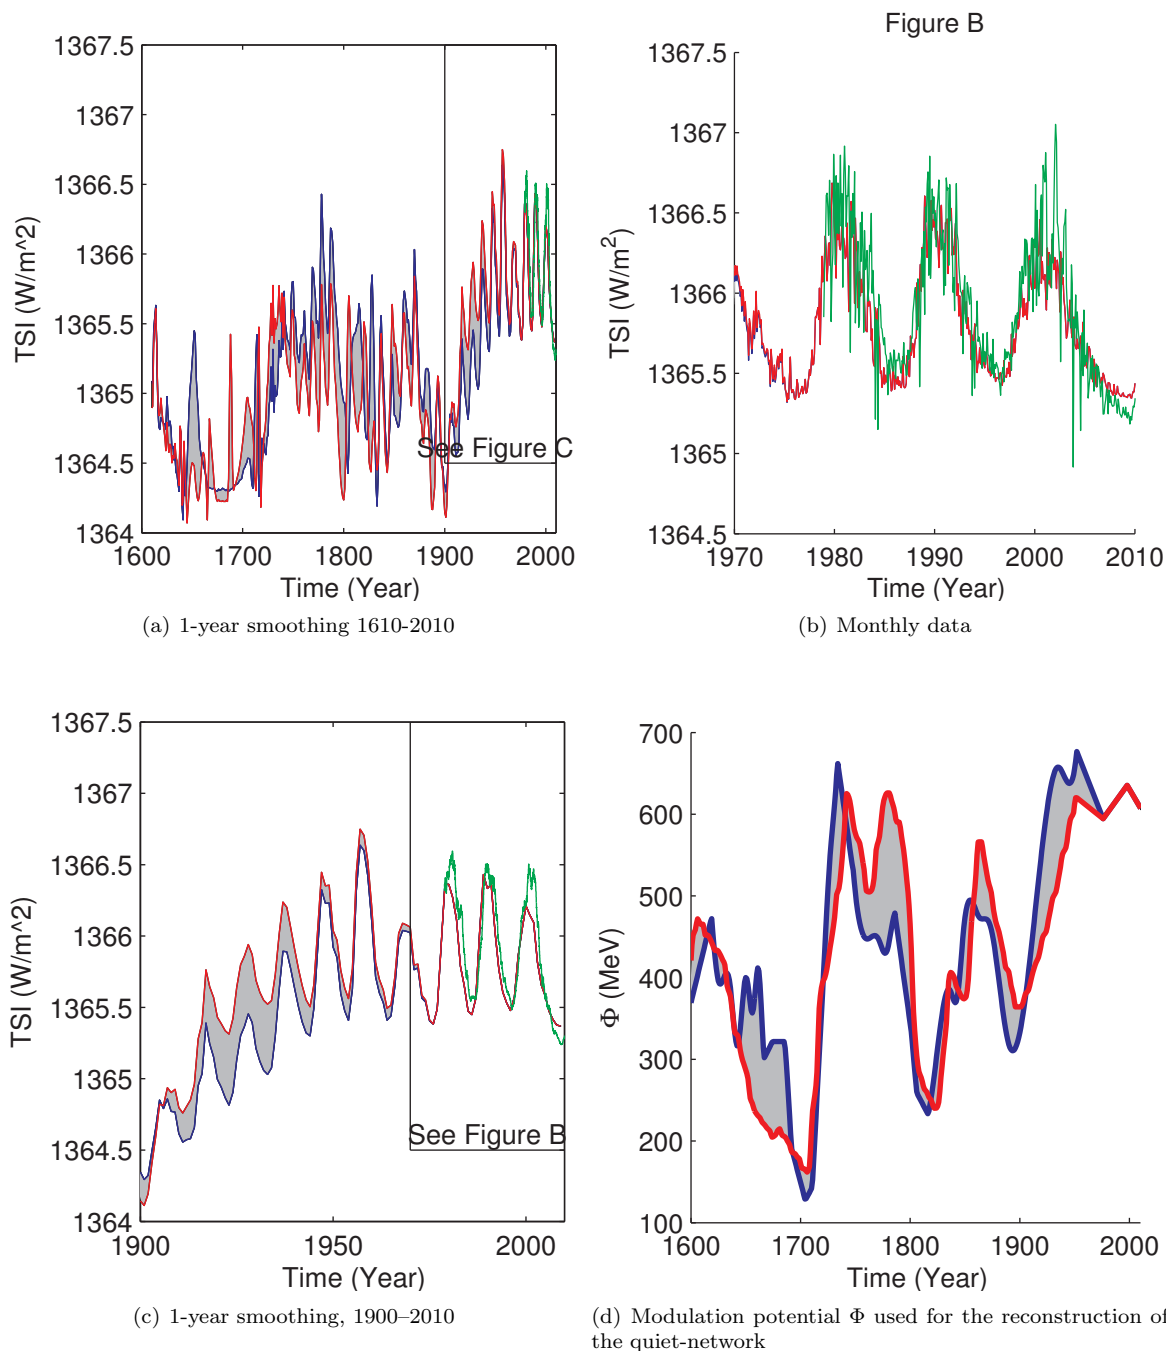 1367.5
1367
1366.5
1366
1365.5
1365
1364.5
1364
TSI (W/m^2)
See Figure C
1600 1700 1800 1900 2000
Time (Year)
(a) 1-year smoothing 1610-2010
Figure B
1367.5
1367
1366.5
1366
1365.5
1365
1364.5
TSI (W/m²)
1970 1980 1990 2000 2010
Time (Year)
(b) Monthly data
1367.5
1367
1366.5
1366
1365.5
1365
1364.5
1364
TSI (W/m^2)
See Figure B
1900 1950 2000
Time (Year)
(c) 1-year smoothing, 1900–2010
700
600
500
400
300
200
100
Φ (MeV)
1600 1700 1800 1900 2000
Time (Year)
(d) Modulation potential Φ used for the reconstruction of
the quiet-network